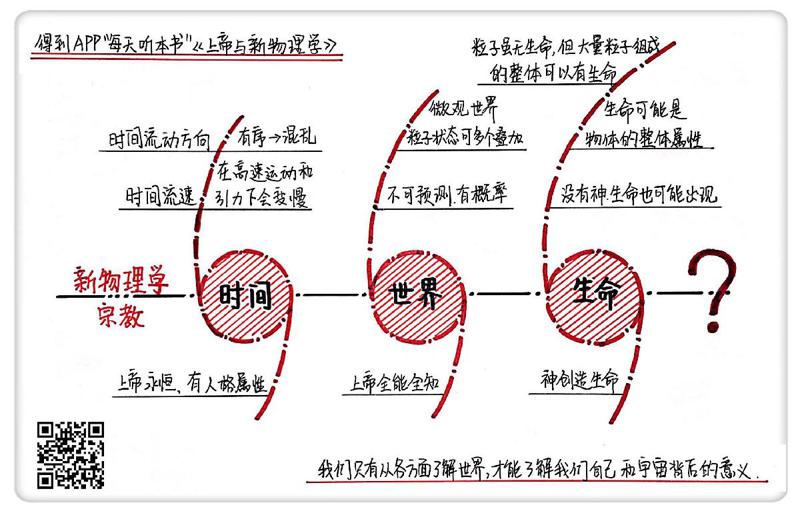 得到APP"每天听本书"《上帝与新物理学》
粒子虽无生命,但大量粒子组成
的整体可以有生命
微观世界
粒子状态可多个叠加
生命可能是
物体的整体属性
时间流动方向 有序→混乱
在高速运动和
时间流速 引力下会变慢
不可预测,有概率
没有神,生命也可能出现
新物理学
宗教
时间
世界
生命
?
上帝永恒、有人格属性
上帝全能全知
神创造生命
我们只有从各方面了解世界,才能了解我们自己和宇宙背后的意义.